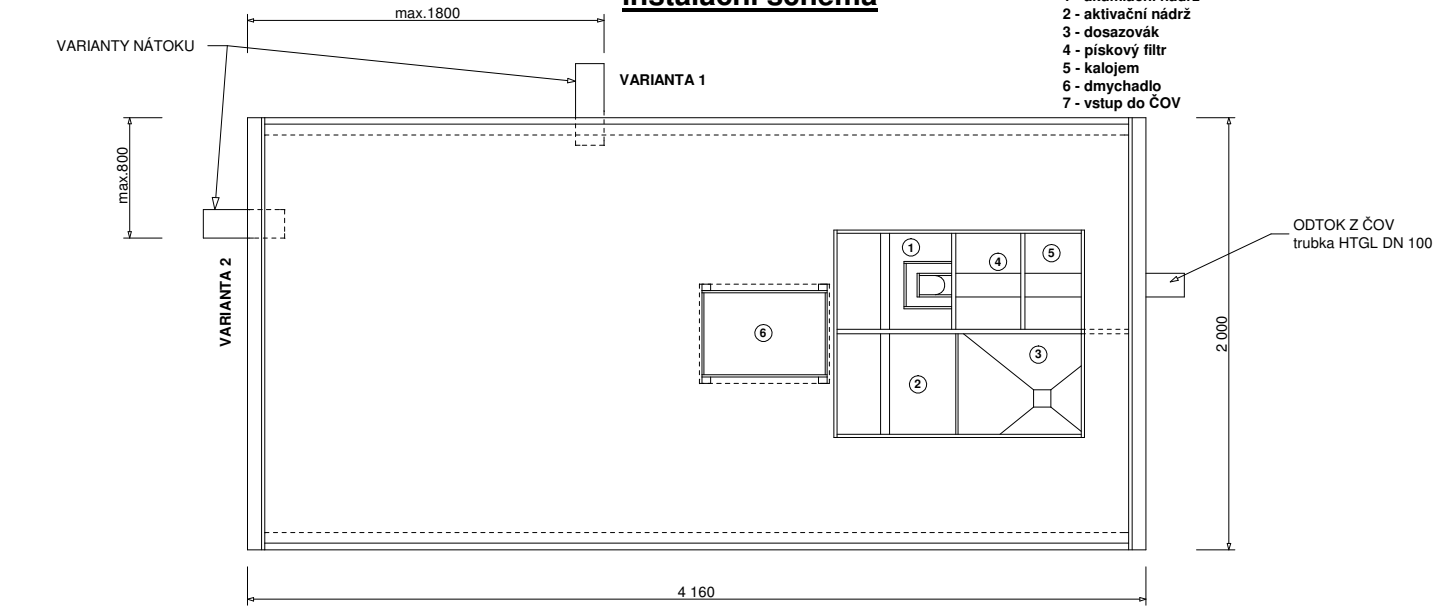 Instalační schema
2 - aktivační nádrž
3 - dosazovák
4 - pískový filtr
5 - kalojem
6 - dmychadlo
7 - vstup do ČOV
max.1800
VARIANTY NÁTOKU
VARIANTA 1
max.800
VARIANTA 2
1
4
5
6
2
3
ODTOK Z ČOV
trubka HTGL DN 100
2 000
4 160